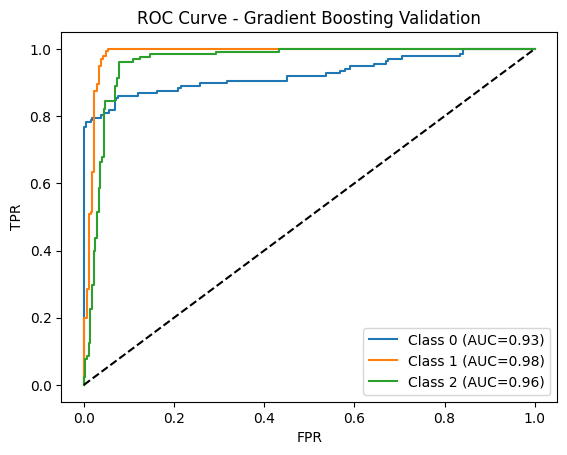 ROC Curve - Gradient Boosting Validation
TPR
1.0
0.8
0.6
0.4
0.2
0.0
0.0 0.2 0.4 0.6 0.8 1.0
FPR
Class 0 (AUC=0.93)
Class 1 (AUC=0.98)
Class 2 (AUC=0.96)